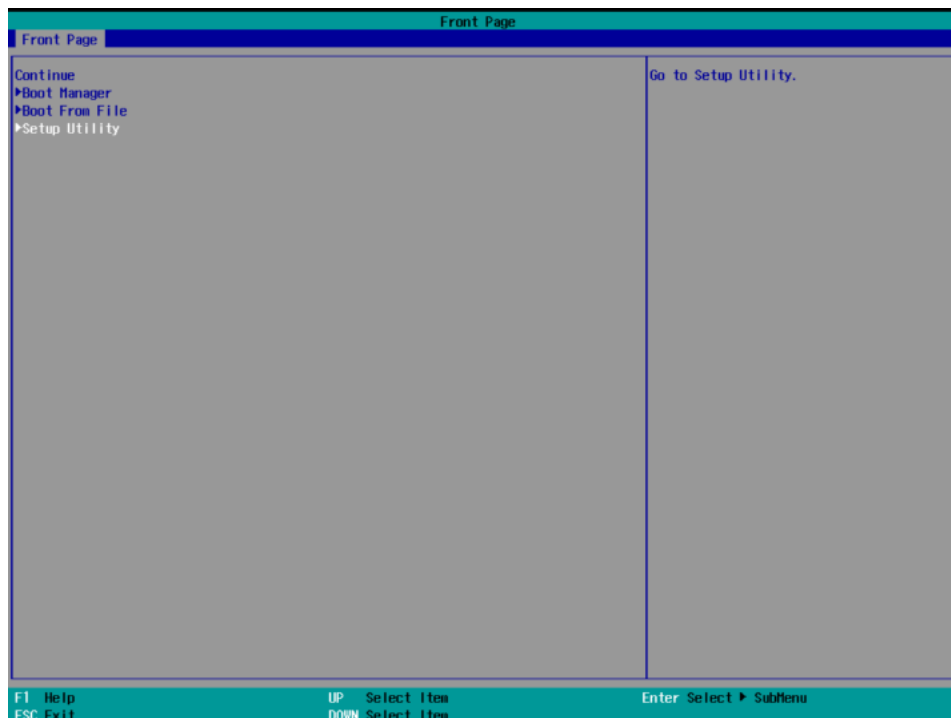 Front Page
Front Page
Continue
▶Boot Manager
▶Boot From File
▶Setup Utility
Go to Setup Utility.
F1 Help
UP Select Item
Enter Select ▶ SubMenu
ESC Exit
DOWN Select Item